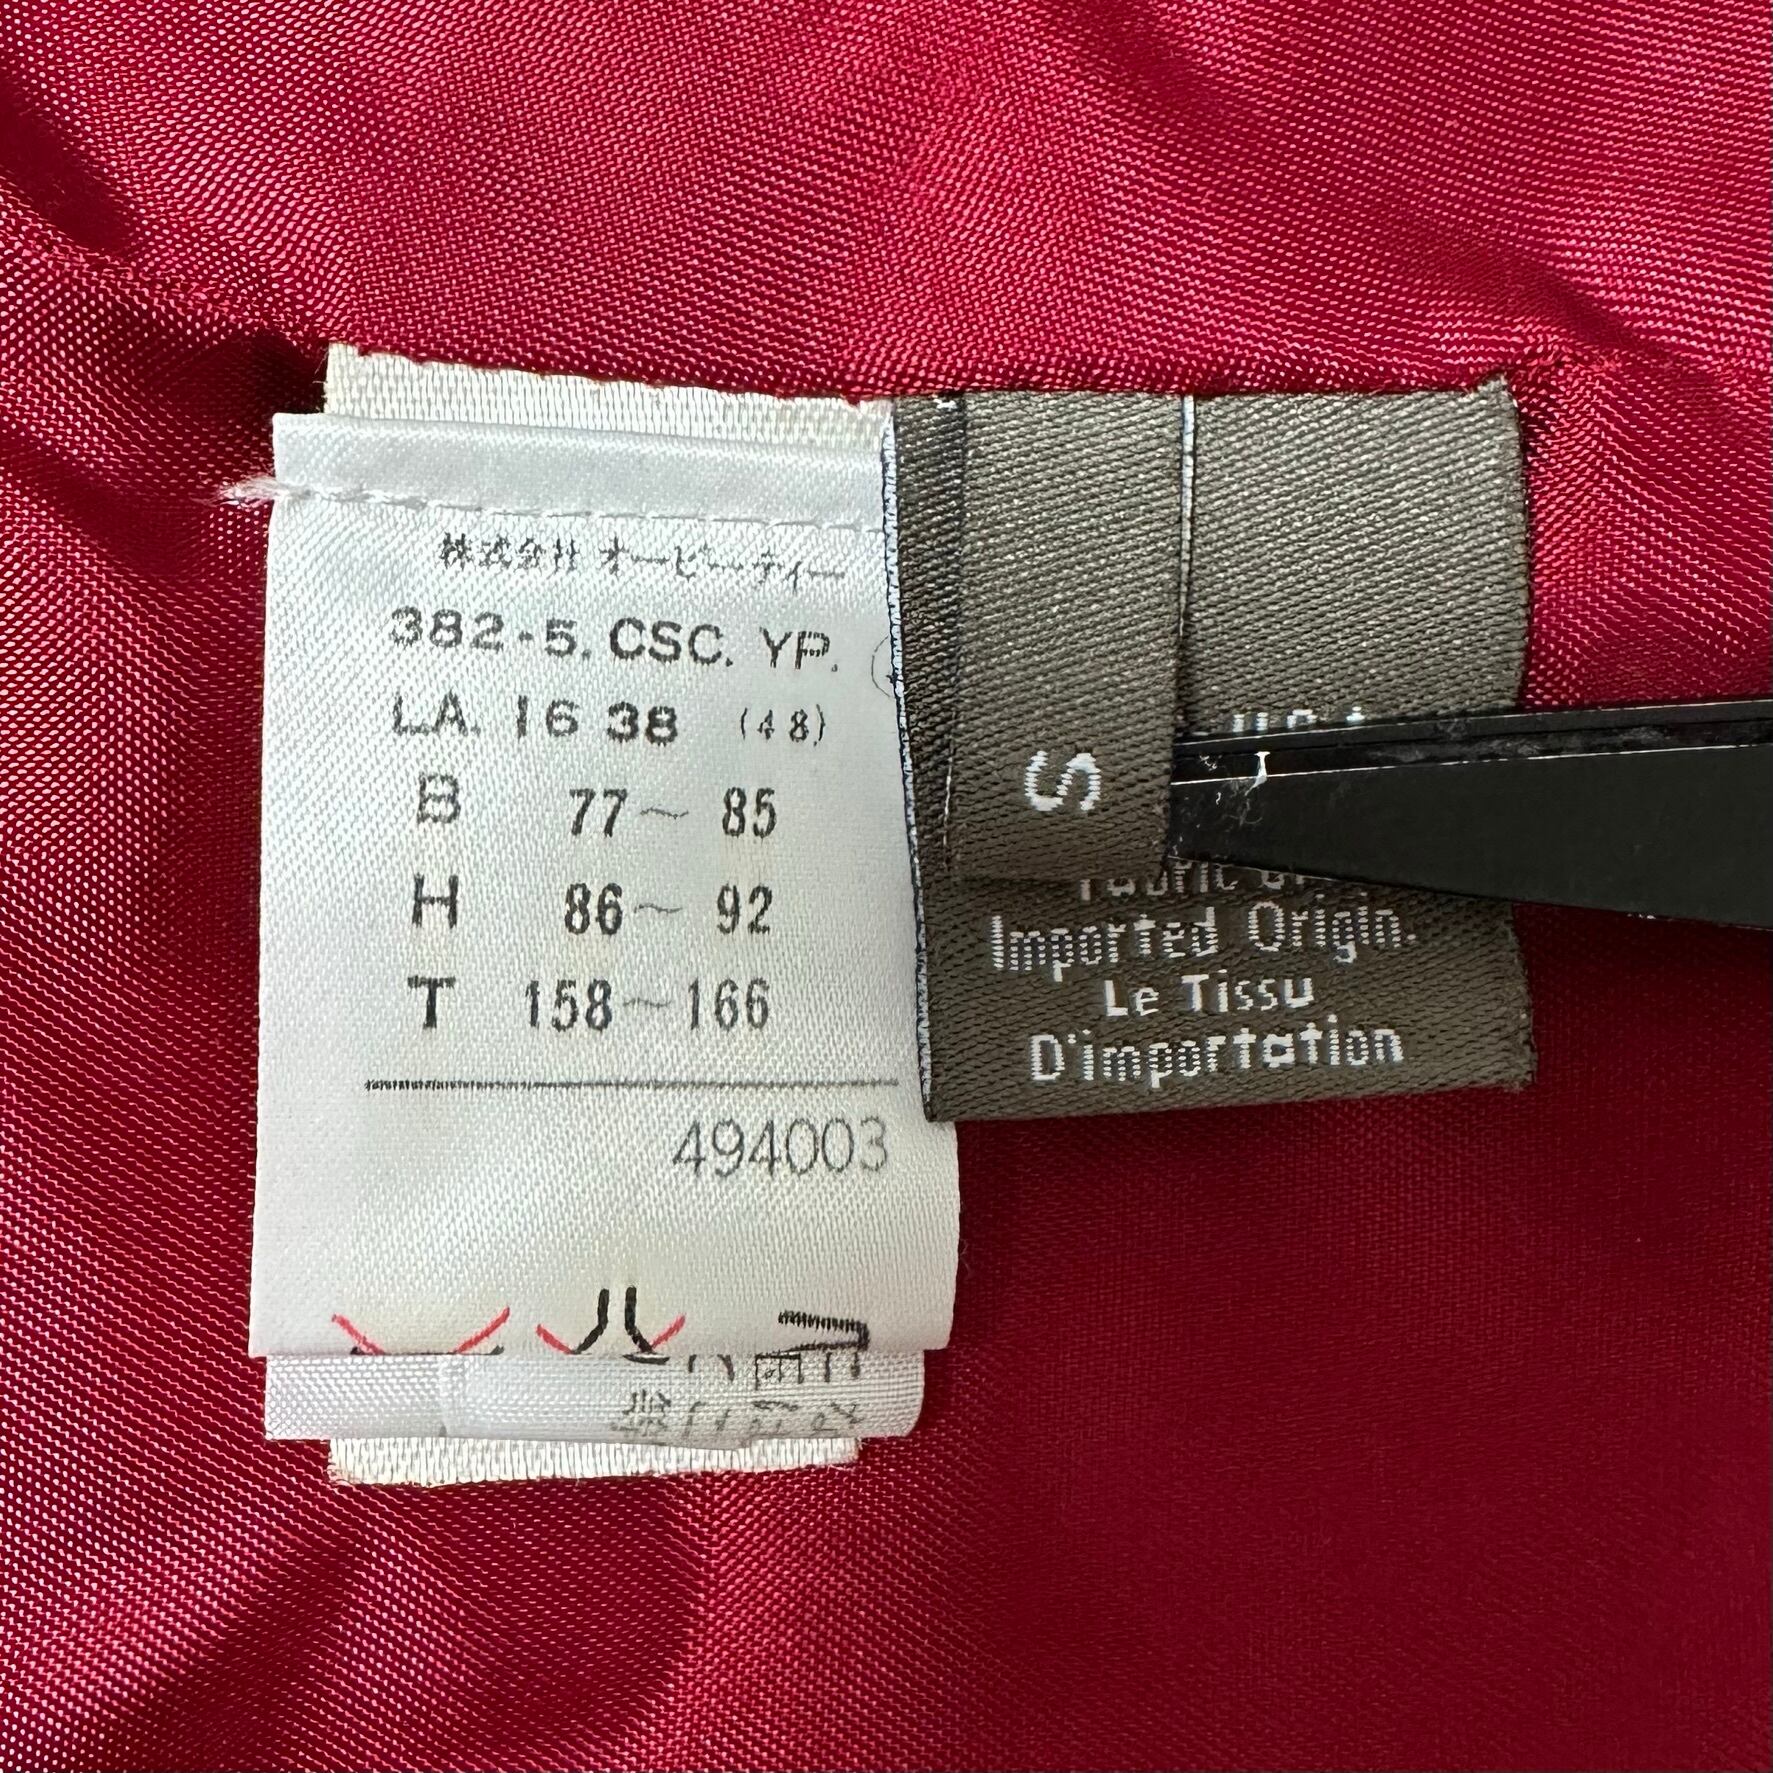 株式会社 オーピーティー
382-5. CSC. YP.
LA. 16 38 (48)
B 77~ 85
H 86~ 92
T 158~166
494003
S
Imported Origin.
Le Tissu
D'importation